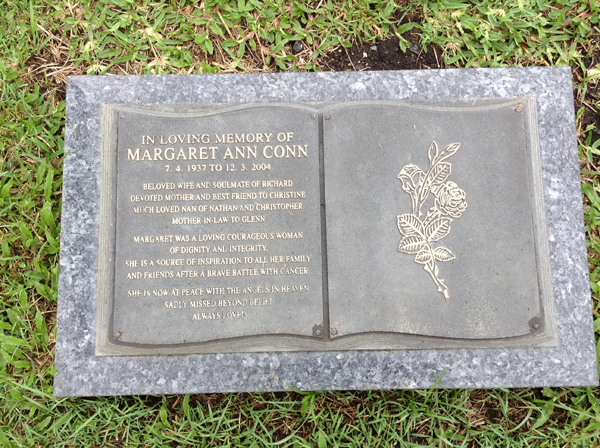 IN LOVING MEMORY OF
MARGARET ANN CONN
7. 4. 1937 TO 12. 3. 2004
BELOVED WIFE AND SOULMATE OF RICHARD
DEVOTED MOTHER AND BEST FRIEND TO CHRISTINE
MUCH LOVED NAN OF NATHAN AND CHRISTOPHER
MOTHER-IN-LAW TO GLENN
MARGARET WAS A LOVING COURAGEOUS WOMAN
OF DIGNITY AND INTEGRITY.
SHE IS A SOURCE OF INSPIRATION TO ALL HER FAMILY
AND FRIENDS AFTER A BRAVE BATTLE WITH CANCER
SHE IS NOW AT PEACE WITH THE ANGELS IN HEAVEN
SADLY MISSED BEYOND BELIEF
ALWAYS LOVED